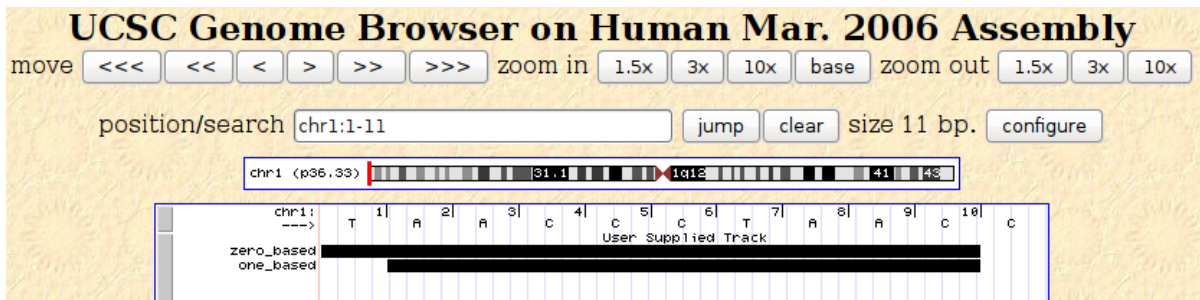 UCSC Genome Browser on Human Mar. 2006 Assembly
move <<< << < > >> >>> zoom in 1.5x 3x 10x base zoom out 1.5x 3x 10x
position/search chr1:1-11 jump clear size 11 bp. configure
chr1 (p36.33) 31.1 1q12 41 43
chr1: 1| 2| 3| 4| 5| 6| 7| 8| 9| 10|
---> T A A C C C T A A C C
User Supplied Track
zero_based
one_based